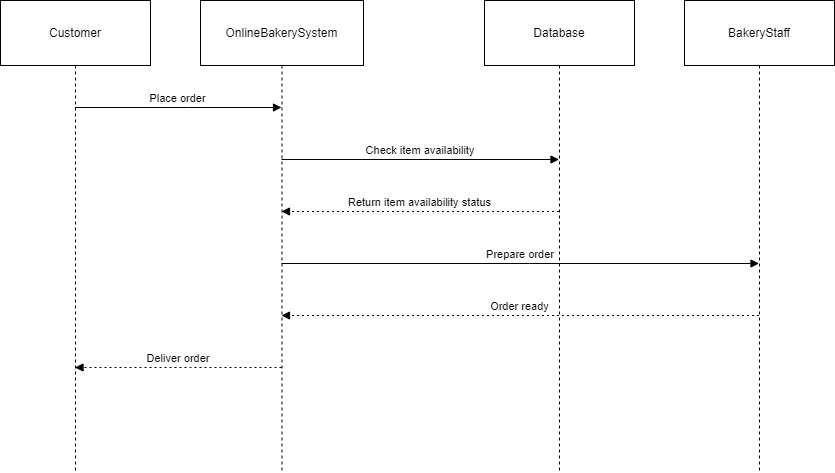 Customer
OnlineBakerySystem
Database
BakeryStaff
Place order
Check item availability
Return item availability status
Prepare order
Order ready
Deliver order